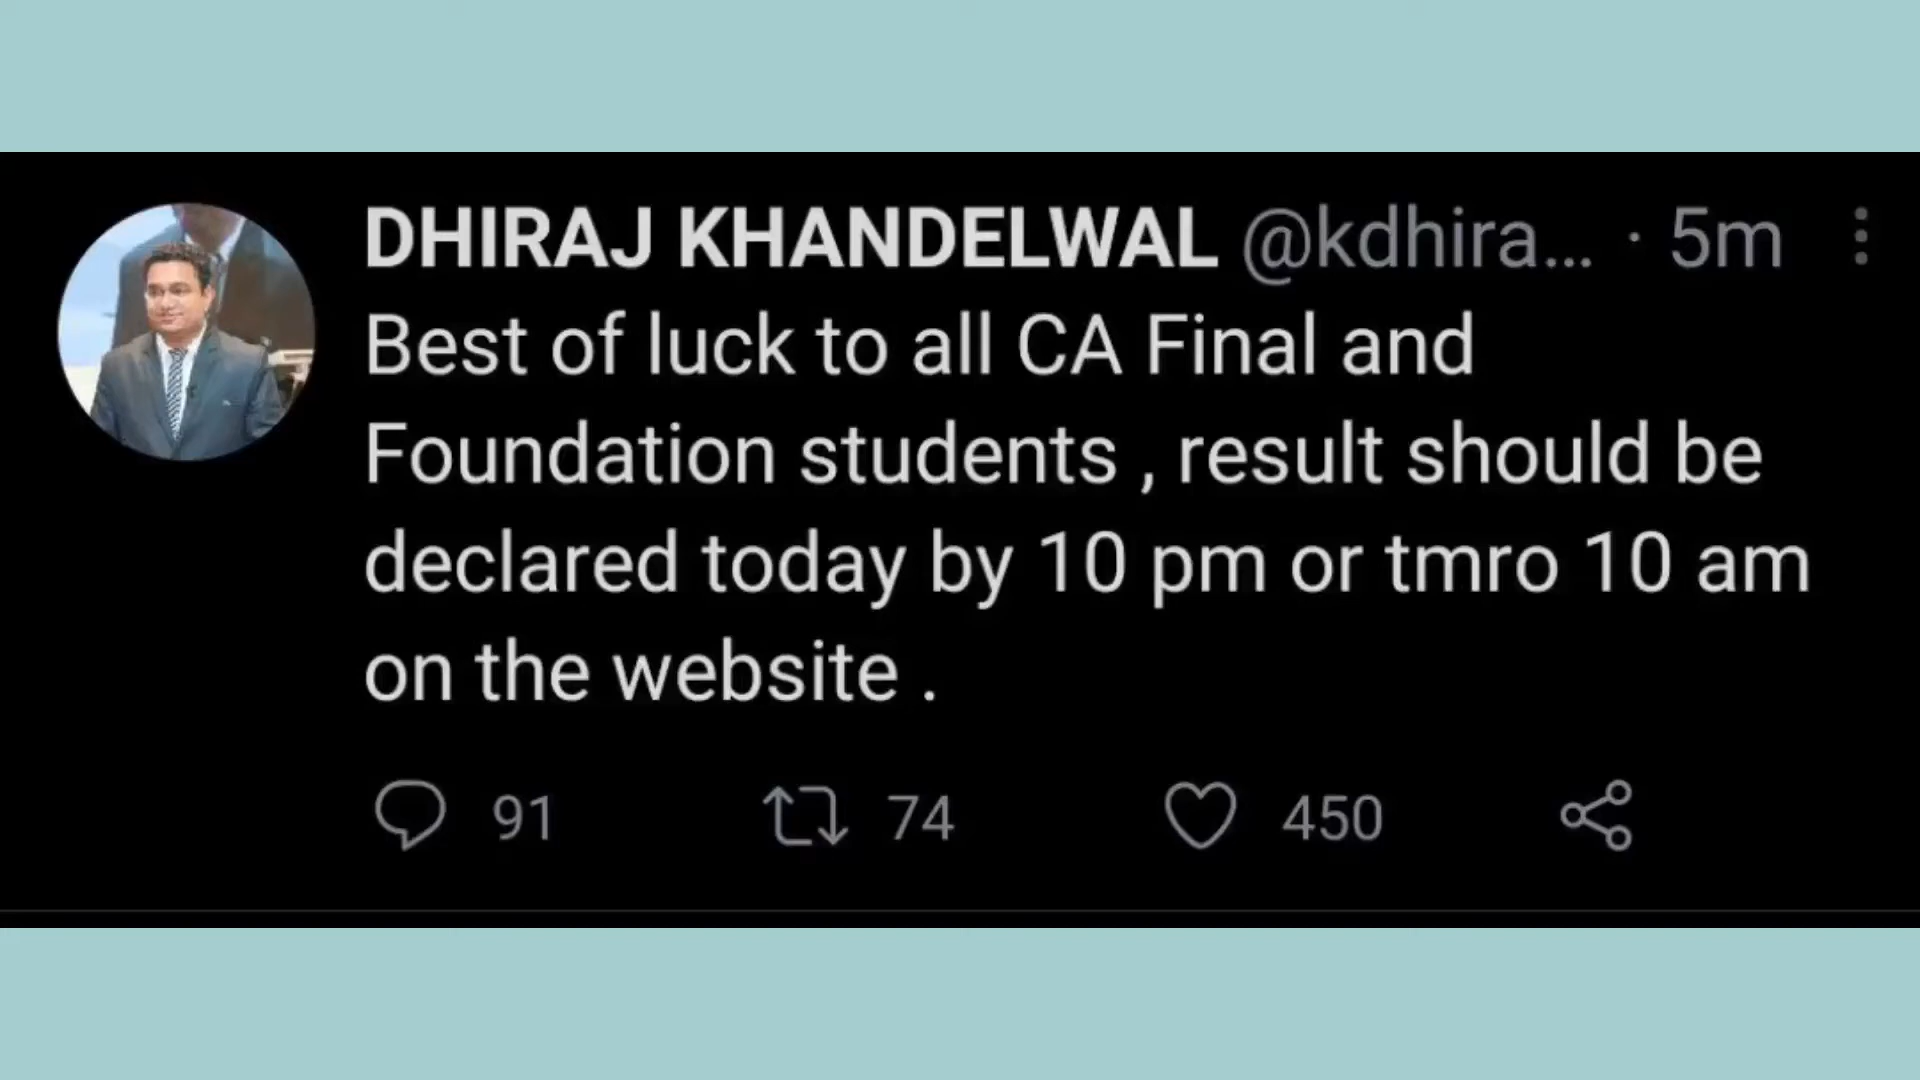 DHIRAJ KHANDELWAL @kdhira... · 5m
Best of luck to all CA Final and
Foundation students , result should be
declared today by 10 pm or tmro 10 am
on the website .
91 74 450